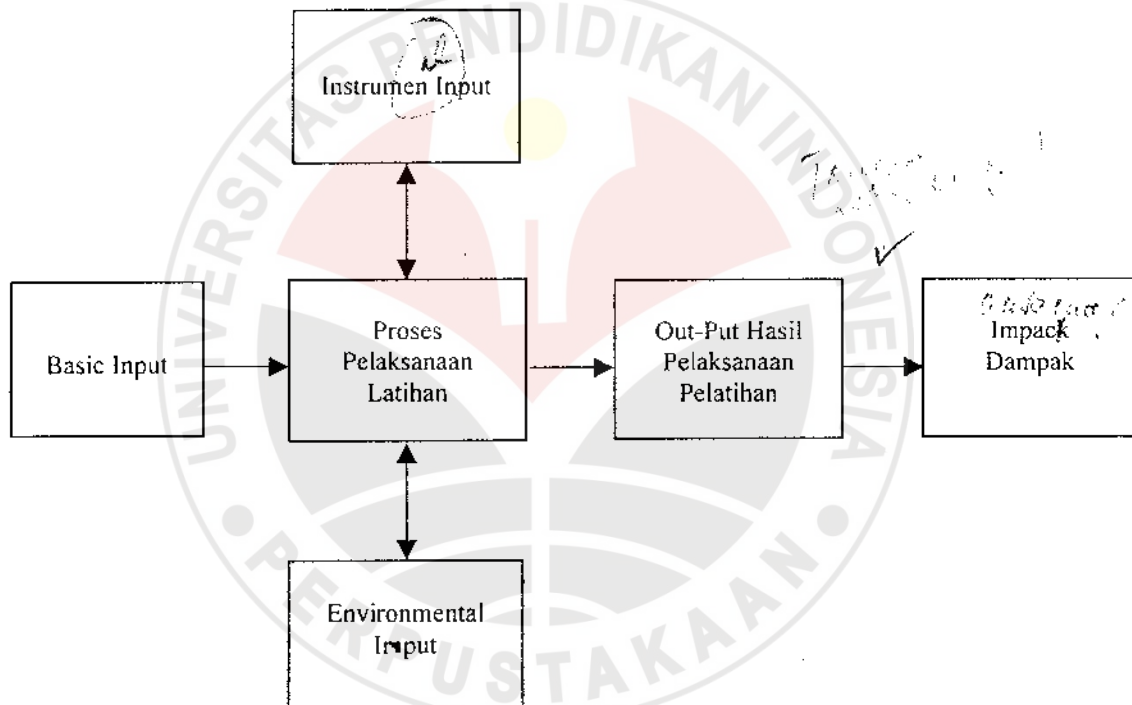 UNIVERSITAS PENDIDIKAN INDONESIA
Instrumen Input
Basic Input
Proses
Pelaksanaan
Latihan
Out-Put Hasil
Pelaksanaan
Pelatihan
Impack
Dampak
Environmental
Input
PERPUSTAKAAN